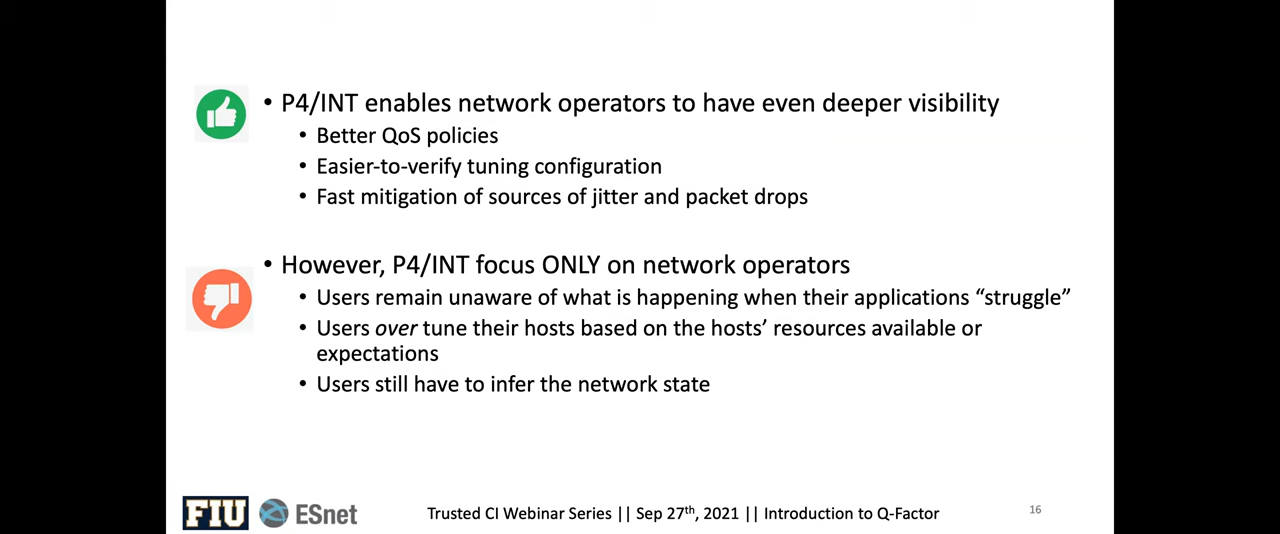 • P4/INT enables network operators to have even deeper visibility
• Better QoS policies
• Easier-to-verify tuning configuration
• Fast mitigation of sources of jitter and packet drops
• However, P4/INT focus ONLY on network operators
• Users remain unaware of what is happening when their applications “struggle”
• Users over tune their hosts based on the hosts’ resources available or
expectations
• Users still have to infer the network state
FIU ESnet
Trusted CI Webinar Series || Sep 27th, 2021 || Introduction to Q-Factor
16